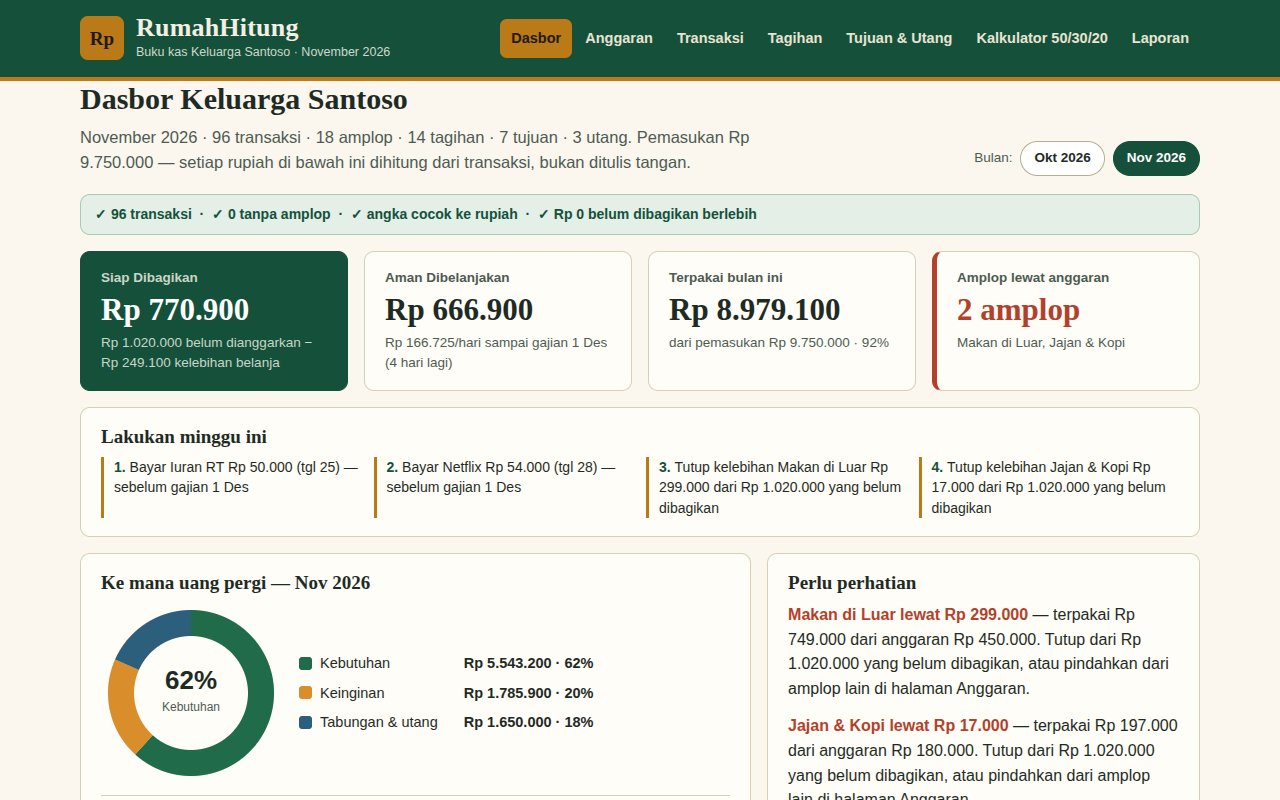 Rp
RumahHitung
Buku kas Keluarga Santoso · November 2026
Dasbor
Anggaran
Transaksi
Tagihan
Tujuan & Utang
Kalkulator 50/30/20
Laporan
Dasbor Keluarga Santoso
November 2026 · 96 transaksi · 18 amplop · 14 tagihan · 7 tujuan · 3 utang. Pemasukan Rp
9.750.000 — setiap rupiah di bawah ini dihitung dari transaksi, bukan ditulis tangan.
Bulan:
Okt 2026
Nov 2026
✓ 96 transaksi · ✓ 0 tanpa amplop · ✓ angka cocok ke rupiah · ✓ Rp 0 belum dibagikan berlebih
Siap Dibagikan
Rp 770.900
Rp 1.020.000 belum dianggarkan −
Rp 249.100 kelebihan belanja
Aman Dibelanjakan
Rp 666.900
Rp 166.725/hari sampai gajian 1 Des
(4 hari lagi)
Terpakai bulan ini
Rp 8.979.100
dari pemasukan Rp 9.750.000 · 92%
Amplop lewat anggaran
2 amplop
Makan di Luar, Jajan & Kopi
Lakukan minggu ini
1. Bayar Iuran RT Rp 50.000 (tgl 25) —
sebelum gajian 1 Des
2. Bayar Netflix Rp 54.000 (tgl 28) —
sebelum gajian 1 Des
3. Tutup kelebihan Makan di Luar Rp
299.000 dari Rp 1.020.000 yang belum
dibagikan
4. Tutup kelebihan Jajan & Kopi Rp
17.000 dari Rp 1.020.000 yang belum
dibagikan
Ke mana uang pergi — Nov 2026
62%
Kebutuhan
Kebutuhan Rp 5.543.200 · 62%
Keinginan Rp 1.785.900 · 20%
Tabungan & utang Rp 1.650.000 · 18%
Perlu perhatian
Makan di Luar lewat Rp 299.000 — terpakai Rp
749.000 dari anggaran Rp 450.000. Tutup dari Rp
1.020.000 yang belum dibagikan, atau pindahkan dari
amplop lain di halaman Anggaran.
Jajan & Kopi lewat Rp 17.000 — terpakai Rp 197.000
dari anggaran Rp 180.000. Tutup dari Rp 1.020.000
yang belum dibagikan, atau pindahkan dari amplop
lain di halaman Anggaran.